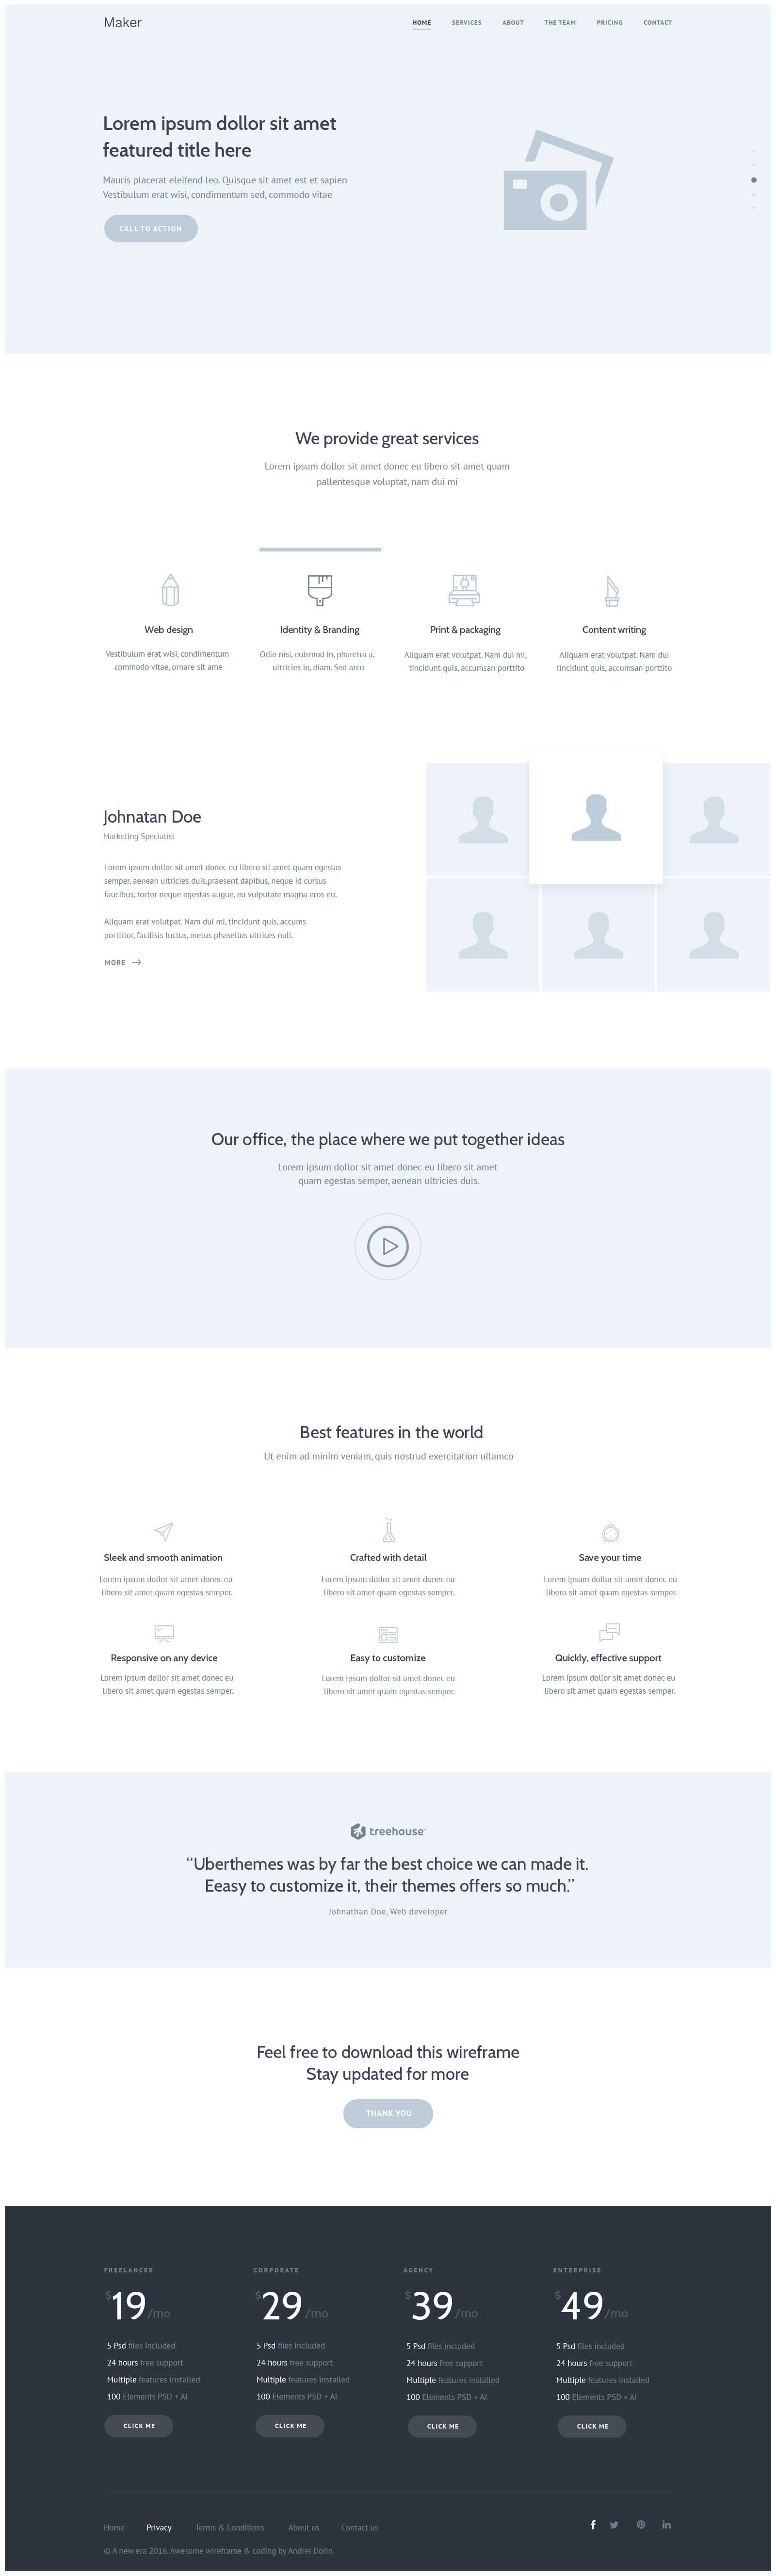 Maker
HOME SERVICES ABOUT THE TEAM PRICING CONTACT
Lorem ipsum dollor sit amet
featured title here
Mauris placerat eleifend leo. Quisque sit amet est et sapien
Vestibulum erat wisi, condimentum sed, commodo vitae
CALL TO ACTION
We provide great services
Lorem ipsum dollor sit amet donec eu libero sit amet quam
pallentesque voluptat, nam dui mi
Web design
Vestibulum erat wisi, condimentum
commodo vitae, ornare sit ame
Identity & Branding
Odio nisi, euismod in, pharetra a,
ultricies in, diam. Sed arcu
Print & packaging
Aliquam erat volutpat. Nam dui mi,
tincidunt quis, accumsan porttito
Content writing
Aliquam erat volutpat. Nam dui
tincidunt quis, accumsan porttito
Johnatan Doe
Marketing Specialist
Lorem ipsum dollor sit amet donec eu libero sit amet quam egestas
semper, aenean ultricies duis,praesent dapibus, neque id cursus
faucibus, tortor neque egestas augue, eu vulputate magna eros eu.
Aliquam erat volutpat. Nam dui mi, tincidunt quis, accums
porttitor, facilisis luctus, metus phasellus ultrices null.
MORE
Our office, the place where we put together ideas
Lorem ipsum dollor sit amet donec eu libero sit amet
quam egestas semper, aenean ultricies duis.
Best features in the world
Ut enim ad minim veniam, quis nostrud exercitation ullamco
Sleek and smooth animation
Lorem ipsum dollor sit amet donec eu
libero sit amet quam egestas semper.
Crafted with detail
Lorem ipsum dollor sit amet donec eu
libero sit amet quam egestas semper.
Save your time
Lorem ipsum dollor sit amet donec eu
libero sit amet quam egestas semper.
Responsive on any device
Lorem ipsum dollor sit amet donec eu
libero sit amet quam egestas semper.
Easy to customize
Lorem ipsum dollor sit amet donec eu
libero sit amet quam egestas semper.
Quickly, effective support
Lorem ipsum dollor sit amet donec eu
libero sit amet quam egestas semper.
treehouse
“Uberthemes was by far the best choice we can made it.
Eeasy to customize it, their themes offers so much.”
Johnathan Doe, Web developer
Feel free to download this wireframe
Stay updated for more
THANK YOU
FREELANCER
$19/mo
5 Psd files included
24 hours free support
Multiple features installed
100 Elements PSD + AI
CLICK ME
CORPORATE
$29/mo
5 Psd files included
24 hours free support
Multiple features installed
100 Elements PSD + AI
CLICK ME
AGENCY
$39/mo
5 Psd files included
24 hours free support
Multiple features installed
100 Elements PSD + AI
CLICK ME
ENTERPRISE
$49/mo
5 Psd files included
24 hours free support
Multiple features installed
100 Elements PSD + AI
CLICK ME
Home Privacy Terms & Conditions About us Contact us
© A new era 2016. Awesome wireframe & coding by Andrei Dorin